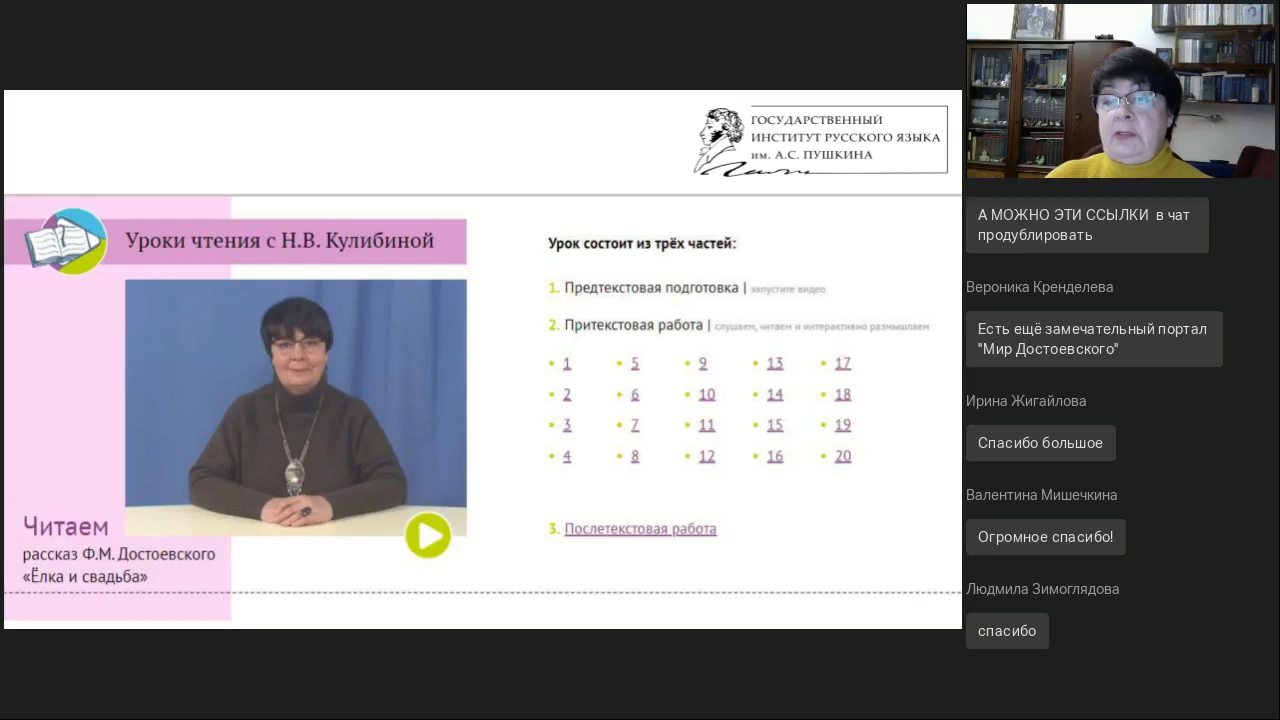 ГОСУДАРСТВЕННЫЙ
ИНСТИТУТ РУССКОГО ЯЗЫКА
им. А.С. ПУШКИНА
Уроки чтения с Н.В. Кулибиной
Читаем
рассказ Ф.М. Достоевского
«Ёлка и свадьба»
Урок состоит из трёх частей:
1. Предтекстовая подготовка | запустите видео
2. Притекстовая работа | слушаем, читаем и интерактивно размышляем
• 1 • 5 • 9 • 13 • 17
• 2 • 6 • 10 • 14 • 18
• 3 • 7 • 11 • 15 • 19
• 4 • 8 • 12 • 16 • 20
3. Послетекстовая работа
А МОЖНО ЭТИ ССЫЛКИ в чат
продублировать
Вероника Кренделева
Есть ещё замечательный портал
"Мир Достоевского"
Ирина Жигайлова
Спасибо большое
Валентина Мишечкина
Огромное спасибо!
Людмила Зимоглядова
спасибо